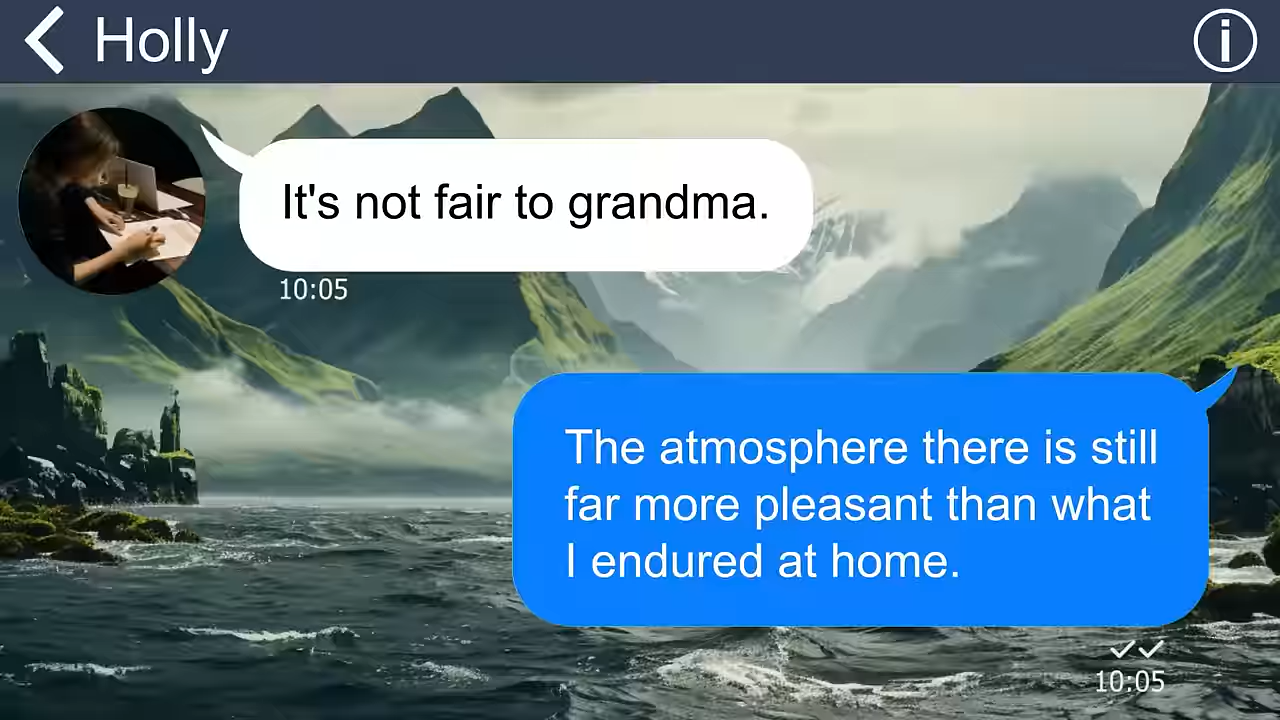 Holly
It's not fair to grandma.
10:05
The atmosphere there is still
far more pleasant than what
I endured at home.
10:05